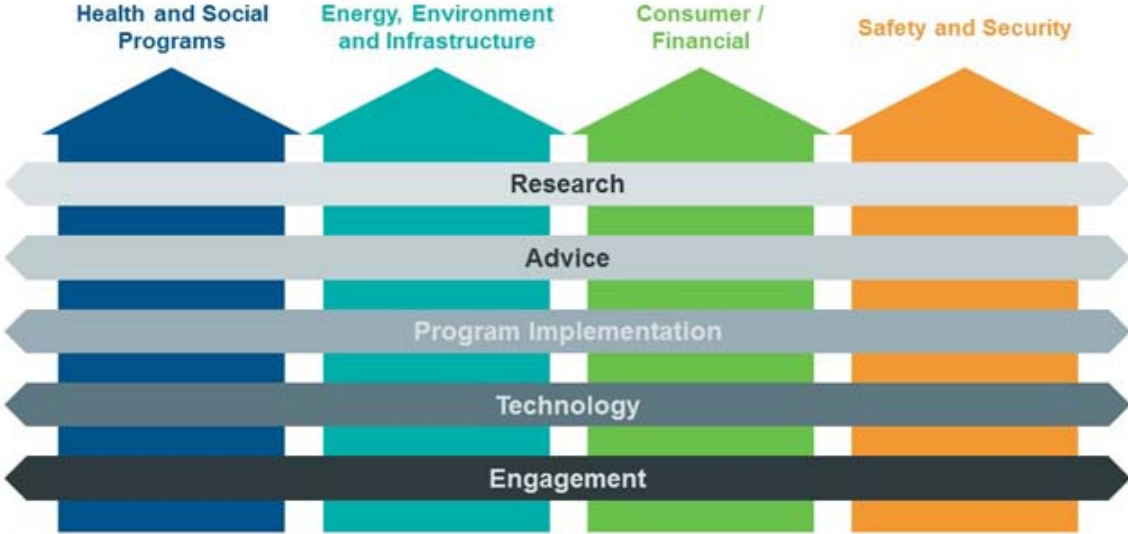 Health and Social
Programs
Energy, Environment
and Infrastructure
Consumer /
Financial
Safety and Security
Research
Advice
Program Implementation
Technology
Engagement